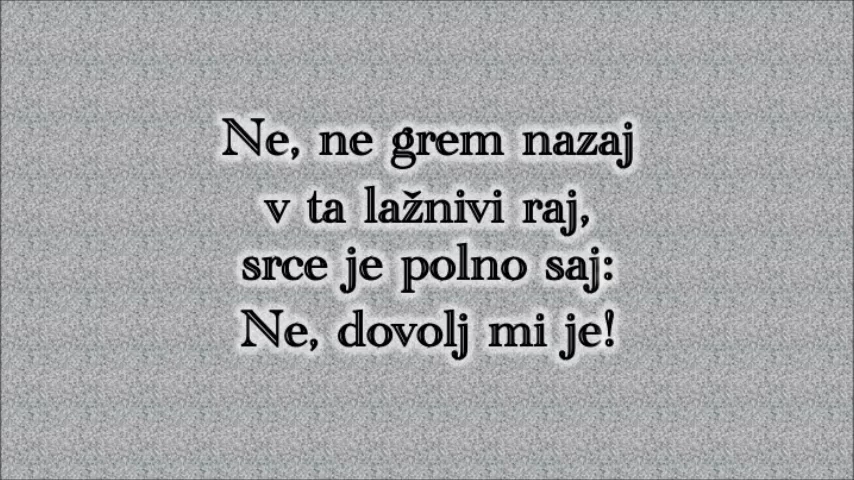 Ne, ne grem nazaj
v ta lažnivi raj,
srce je polno saj:
Ne, dovolj mi je!